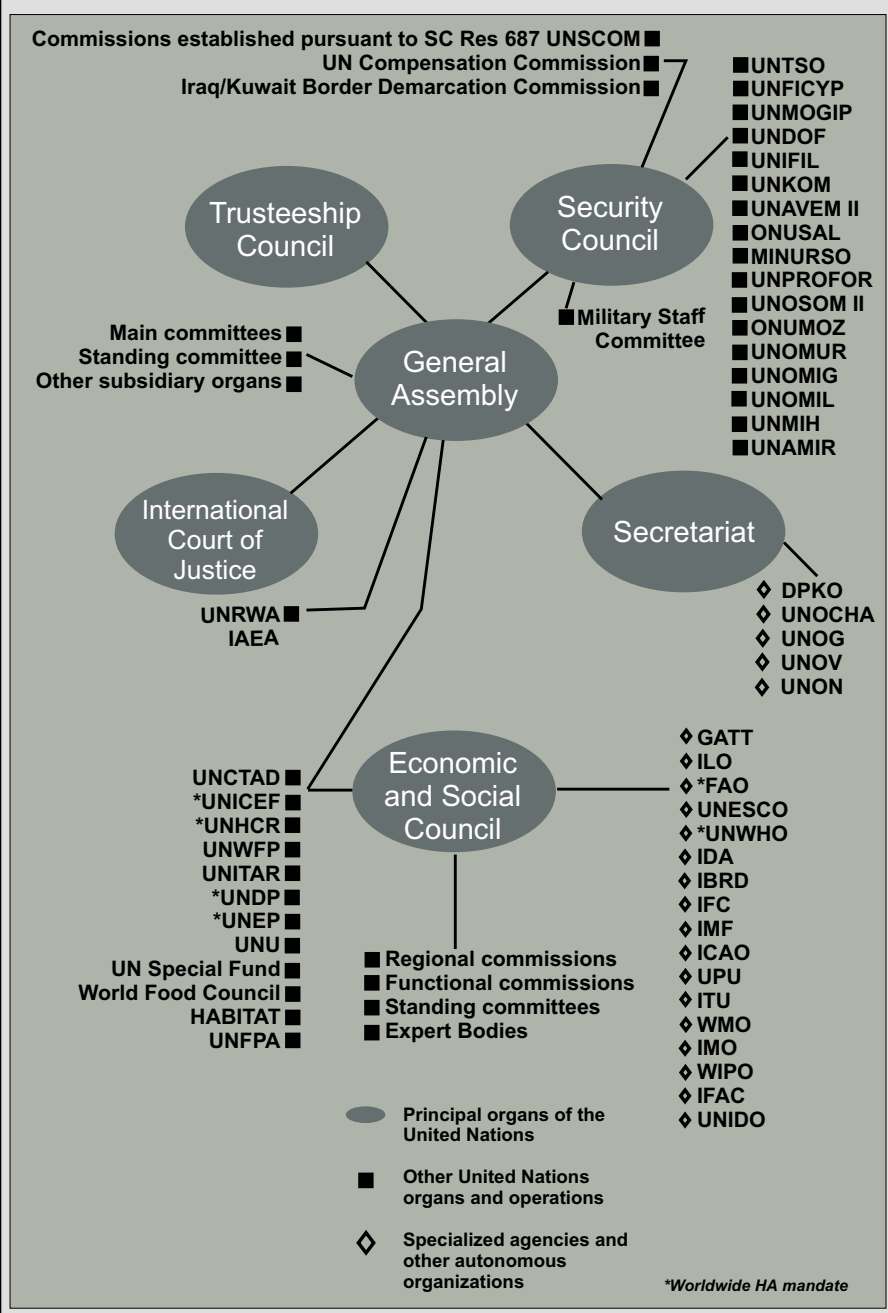 Commissions established pursuant to SC Res 687 UNSCOM
UN Compensation Commission
Iraq/Kuwait Border Demarcation Commission
UNTSO
UNFICYP
UNMOGIP
UNDOF
UNIFIL
UNKOM
UNAVEM II
ONUSAL
MINURSO
UNPROFOR
UNOSOM II
ONUMOZ
UNOMUR
UNOMIG
UNOMIL
UNMIH
UNAMIR
Trusteeship
Council
Security
Council
Military Staff
Committee
Main committees
Standing committee
Other subsidiary organs
General
Assembly
International
Court of
Justice
Secretariat
UNRWA
IAEA
DPKO
UNOCHA
UNOG
UNOV
UNON
Economic
and Social
Council
UNCTAD
*UNICEF
*UNHCR
UNWFP
UNITAR
*UNDP
*UNEP
UNU
UN Special Fund
World Food Council
HABITAT
UNFPA
Regional commissions
Functional commissions
Standing committees
Expert Bodies
GATT
ILO
*FAO
UNESCO
*UNWHO
IDA
IBRD
IFC
IMF
ICAO
UPU
ITU
WMO
IMO
WIPO
IFAC
UNIDO
Principal organs of the
United Nations
Other United Nations
organs and operations
Specialized agencies and
other autonomous
organizations
*Worldwide HA mandate